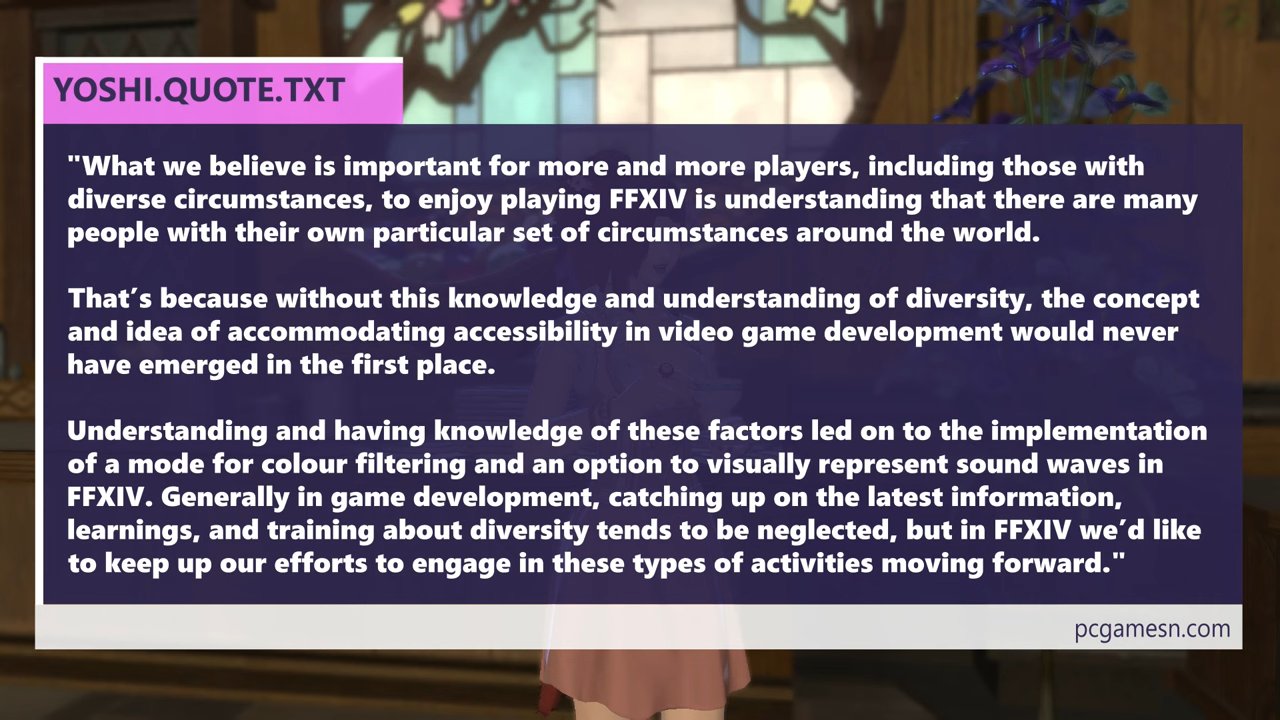 YOSHI.QUOTE.TXT
"What we believe is important for more and more players, including those with
diverse circumstances, to enjoy playing FFXIV is understanding that there are many
people with their own particular set of circumstances around the world.
That’s because without this knowledge and understanding of diversity, the concept
and idea of accommodating accessibility in video game development would never
have emerged in the first place.
Understanding and having knowledge of these factors led on to the implementation
of a mode for colour filtering and an option to visually represent sound waves in
FFXIV. Generally in game development, catching up on the latest information,
learnings, and training about diversity tends to be neglected, but in FFXIV we’d like
to keep up our efforts to engage in these types of activities moving forward."
pcgamesn.com